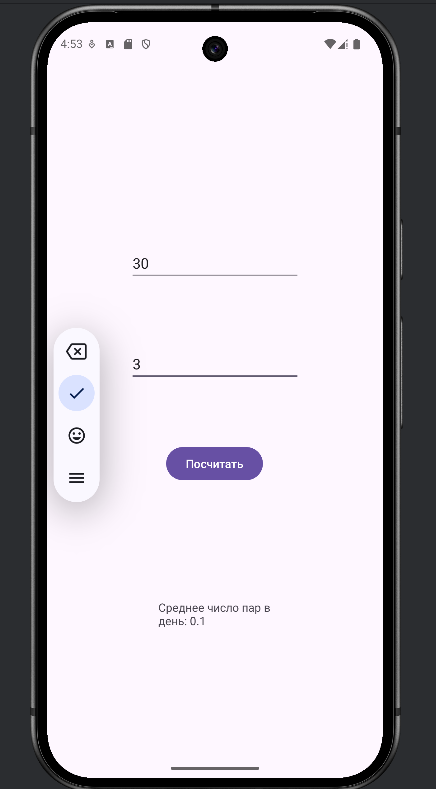 4:53
30
3
Посчитать
Среднее число пар в
день: 0.1